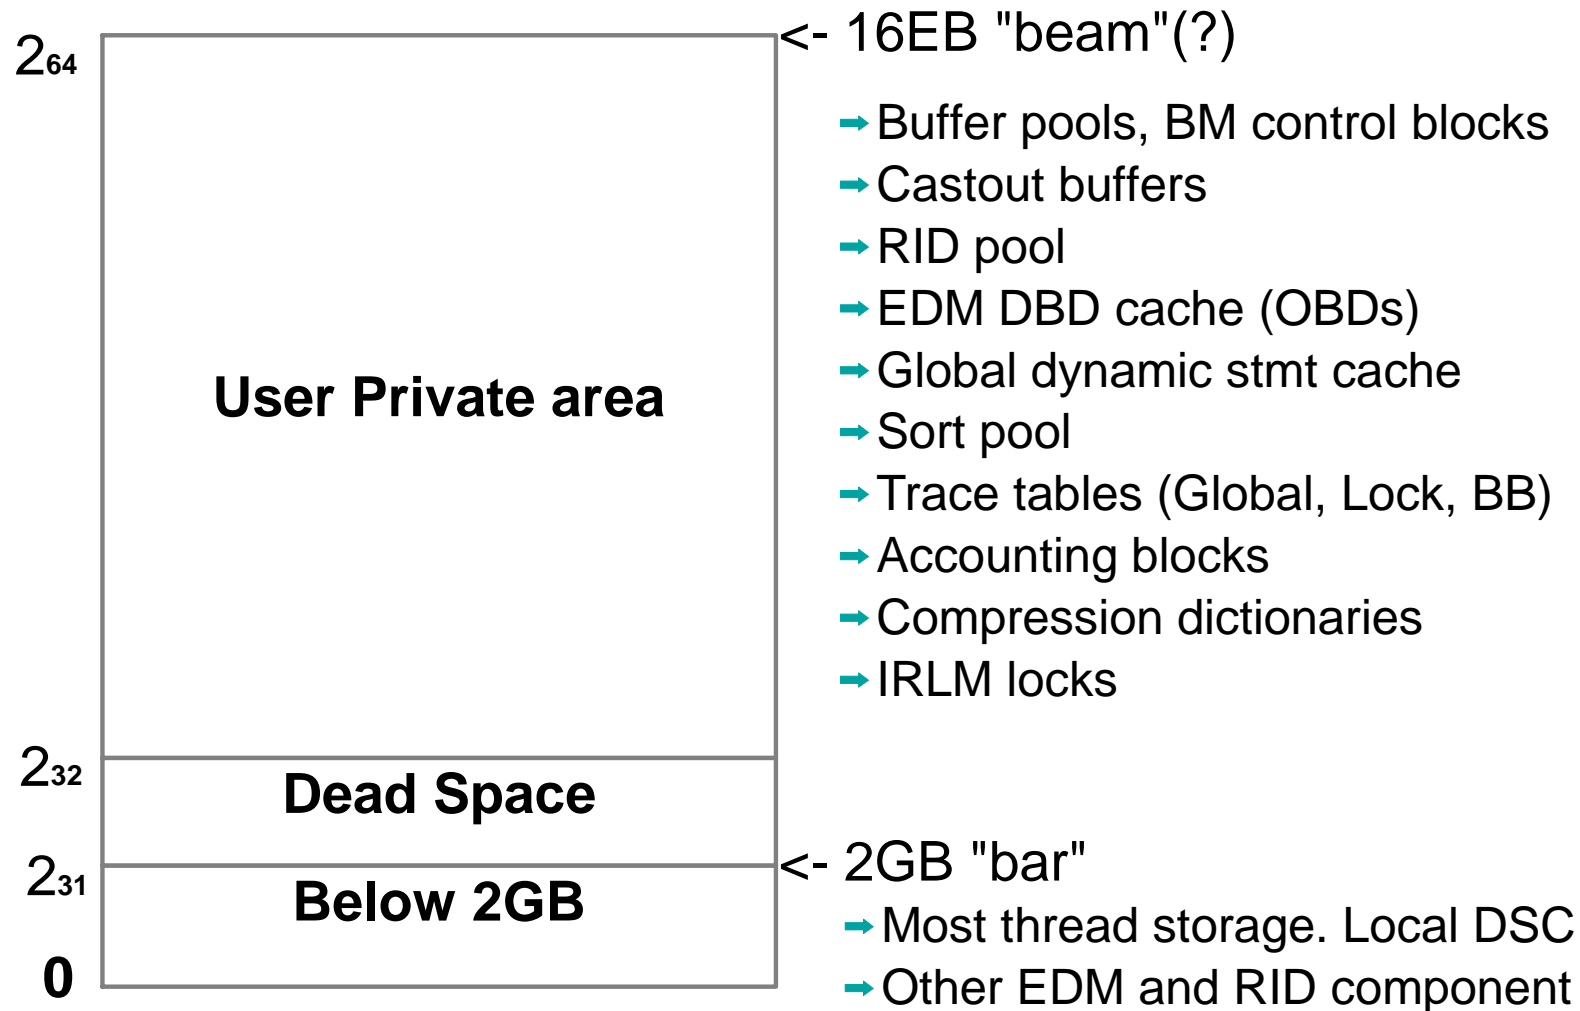 264
<- 16EB "beam"(?)
➡Buffer pools, BM control blocks
➡Castout buffers
➡RID pool
➡EDM DBD cache (OBDs)
➡Global dynamic stmt cache
➡Sort pool
➡Trace tables (Global, Lock, BB)
➡Accounting blocks
➡Compression dictionaries
➡IRLM locks
User Private area
232
Dead Space
231
<- 2GB "bar"
Below 2GB
➡Most thread storage. Local DSC
➡Other EDM and RID component
0